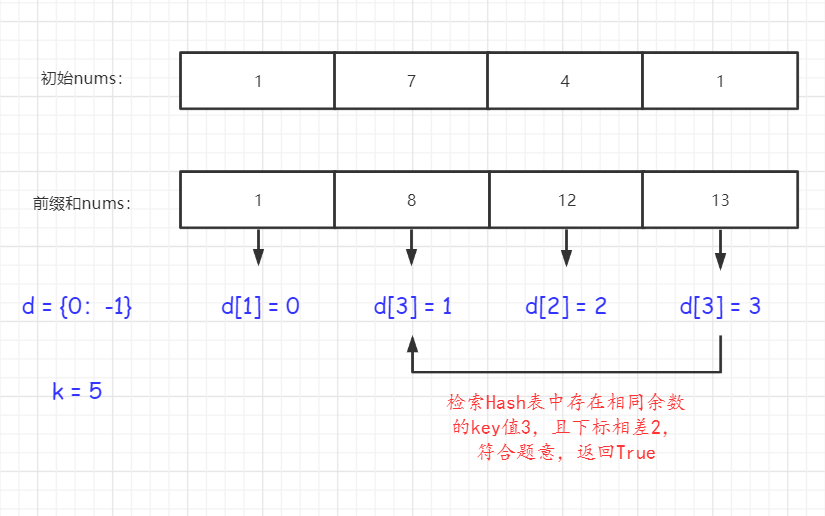 初始nums：
1 7 4 1
前缀和nums：
1 8 12 13
d = {0：-1} d[1] = 0 d[3] = 1 d[2] = 2 d[3] = 3
k = 5
检索Hash表中存在相同余数
的key值3，且下标相差2，
符合题意，返回True